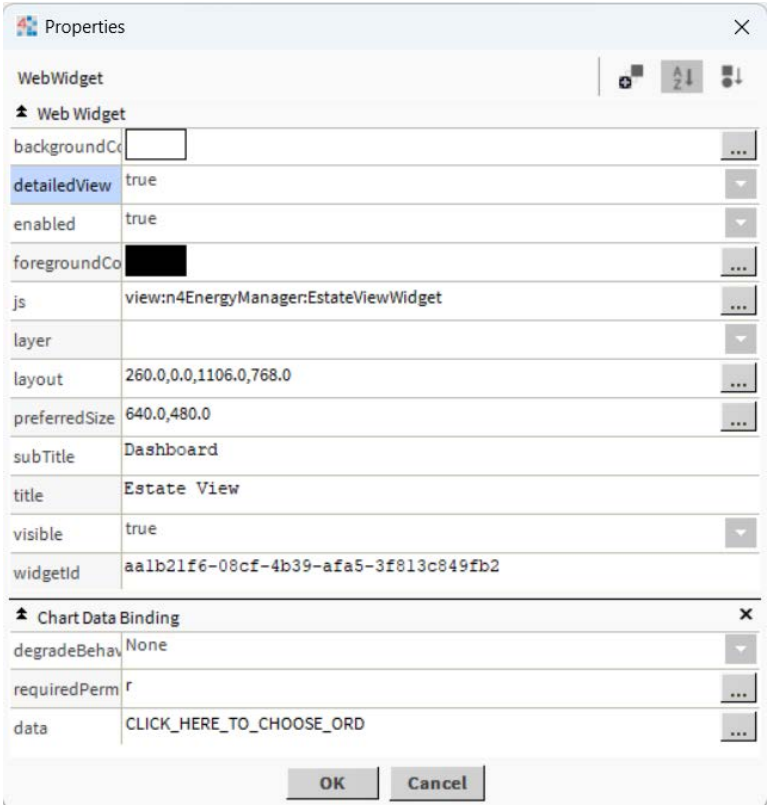 Properties
WebWidget
Web Widget
backgroundCo
detailedView true
enabled true
foregroundCo
js view:n4EnergyManager:EstateViewWidget
layer
layout 260.0,0.0,1106.0,768.0
preferredSize 640.0,480.0
subTitle Dashboard
title Estate View
visible true
widgetId aa1b21f6-08cf-4b39-afa5-3f813c849fb2
Chart Data Binding
degradeBehav None
requiredPerm r
data CLICK_HERE_TO_CHOOSE_ORD
OK Cancel